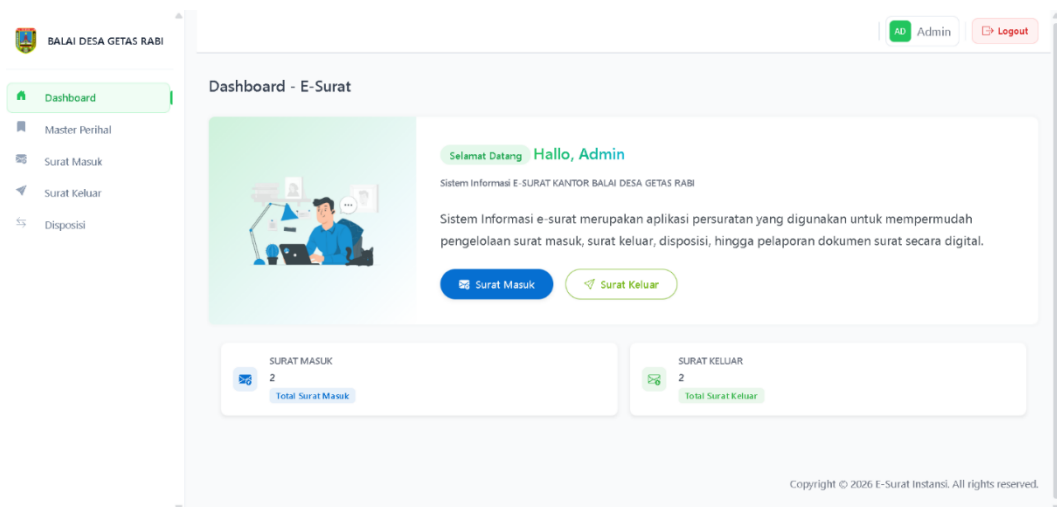 BALAI DESA GETAS RABI
Dashboard
Master Perihal
Surat Masuk
Surat Keluar
Disposisi
AD Admin Logout
Dashboard - E-Surat
Selamat Datang Hallo, Admin
Sistem Informasi E-SURAT KANTOR BALAI DESA GETAS RABI
Sistem Informasi e-surat merupakan aplikasi persuratan yang digunakan untuk mempermudah
pengelolaan surat masuk, surat keluar, disposisi, hingga pelaporan dokumen surat secara digital.
Surat Masuk Surat Keluar
SURAT MASUK
2
Total Surat Masuk
SURAT KELUAR
2
Total Surat Keluar
Copyright © 2026 E-Surat Instansi. All rights reserved.